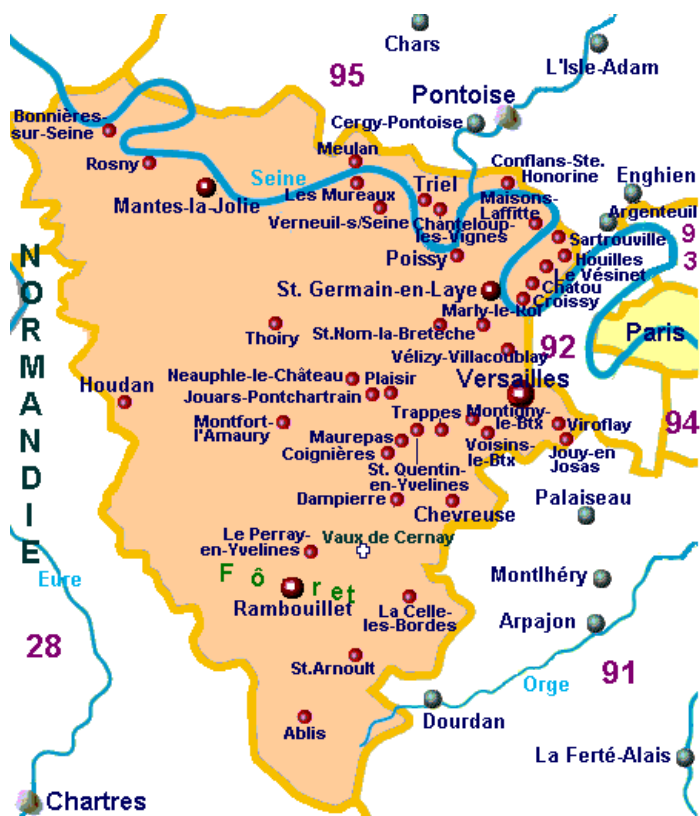 Chars
L'Isle-Adam
95
Pontoise
Cergy-Pontoise
Bonnières-
sur-Seine
Rosny
Meulan
Conflans-Ste.
Honorine
Enghien
Seine
Les Mureaux
Triel
Maisons-
Laffitte
Argenteuil
Mantes-la-Jolie
Verneuil-s/Seine
Chanteloup-
les-Vignes
Sartrouville
9
3
Poissy
Houilles
Le Vésinet
Chatou
Croissy
St. Germain-en-Laye
Marly-le-Roi
NORMANDIE
Thoiry
St.Nom-la-Bretèche
92
Paris
Vélizy-Villacoublay
Versailles
Houdan
Neauphle-le-Château
Plaisir
Jouars-Pontchartrain
Montfort-
l'Amaury
Trappes
Montigny-
le-Btx
Viroflay
94
Maurepas
Coignières
Voisins-
le-Btx
Jouy-en
Josas
St. Quentin-
en-Yvelines
Dampierre
Chevreuse
Palaiseau
Le Perray-
en-Yvelines
Vaux de Cernay
Eure
Forêt
Rambouillet
Montlhéry
La Celle-
les-Bordes
Arpajon
28
St.Arnoult
91
Orge
Ablis
Dourdan
La Ferté-Alais
Chartres